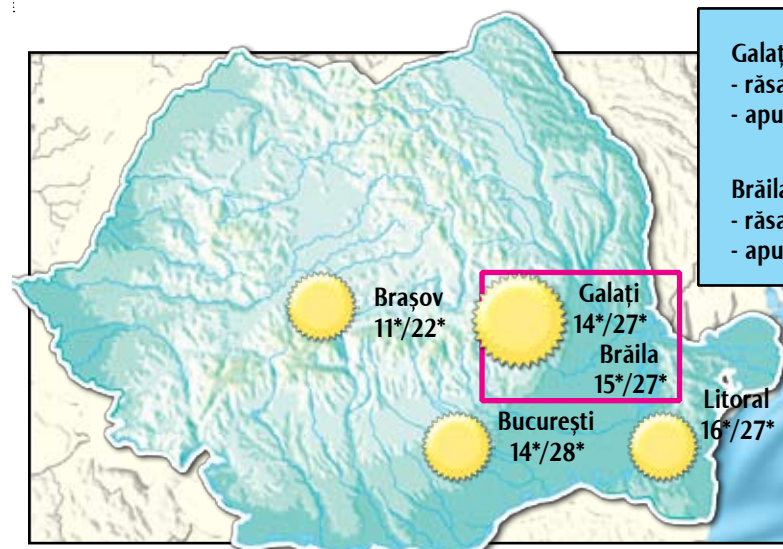 Galaț
- răsa
- apu
Brăila
- răsa
- apu
Brașov
11*/22*
Galați
14*/27*
Brăila
15*/27*
București
14*/28*
Litoral
16*/27*